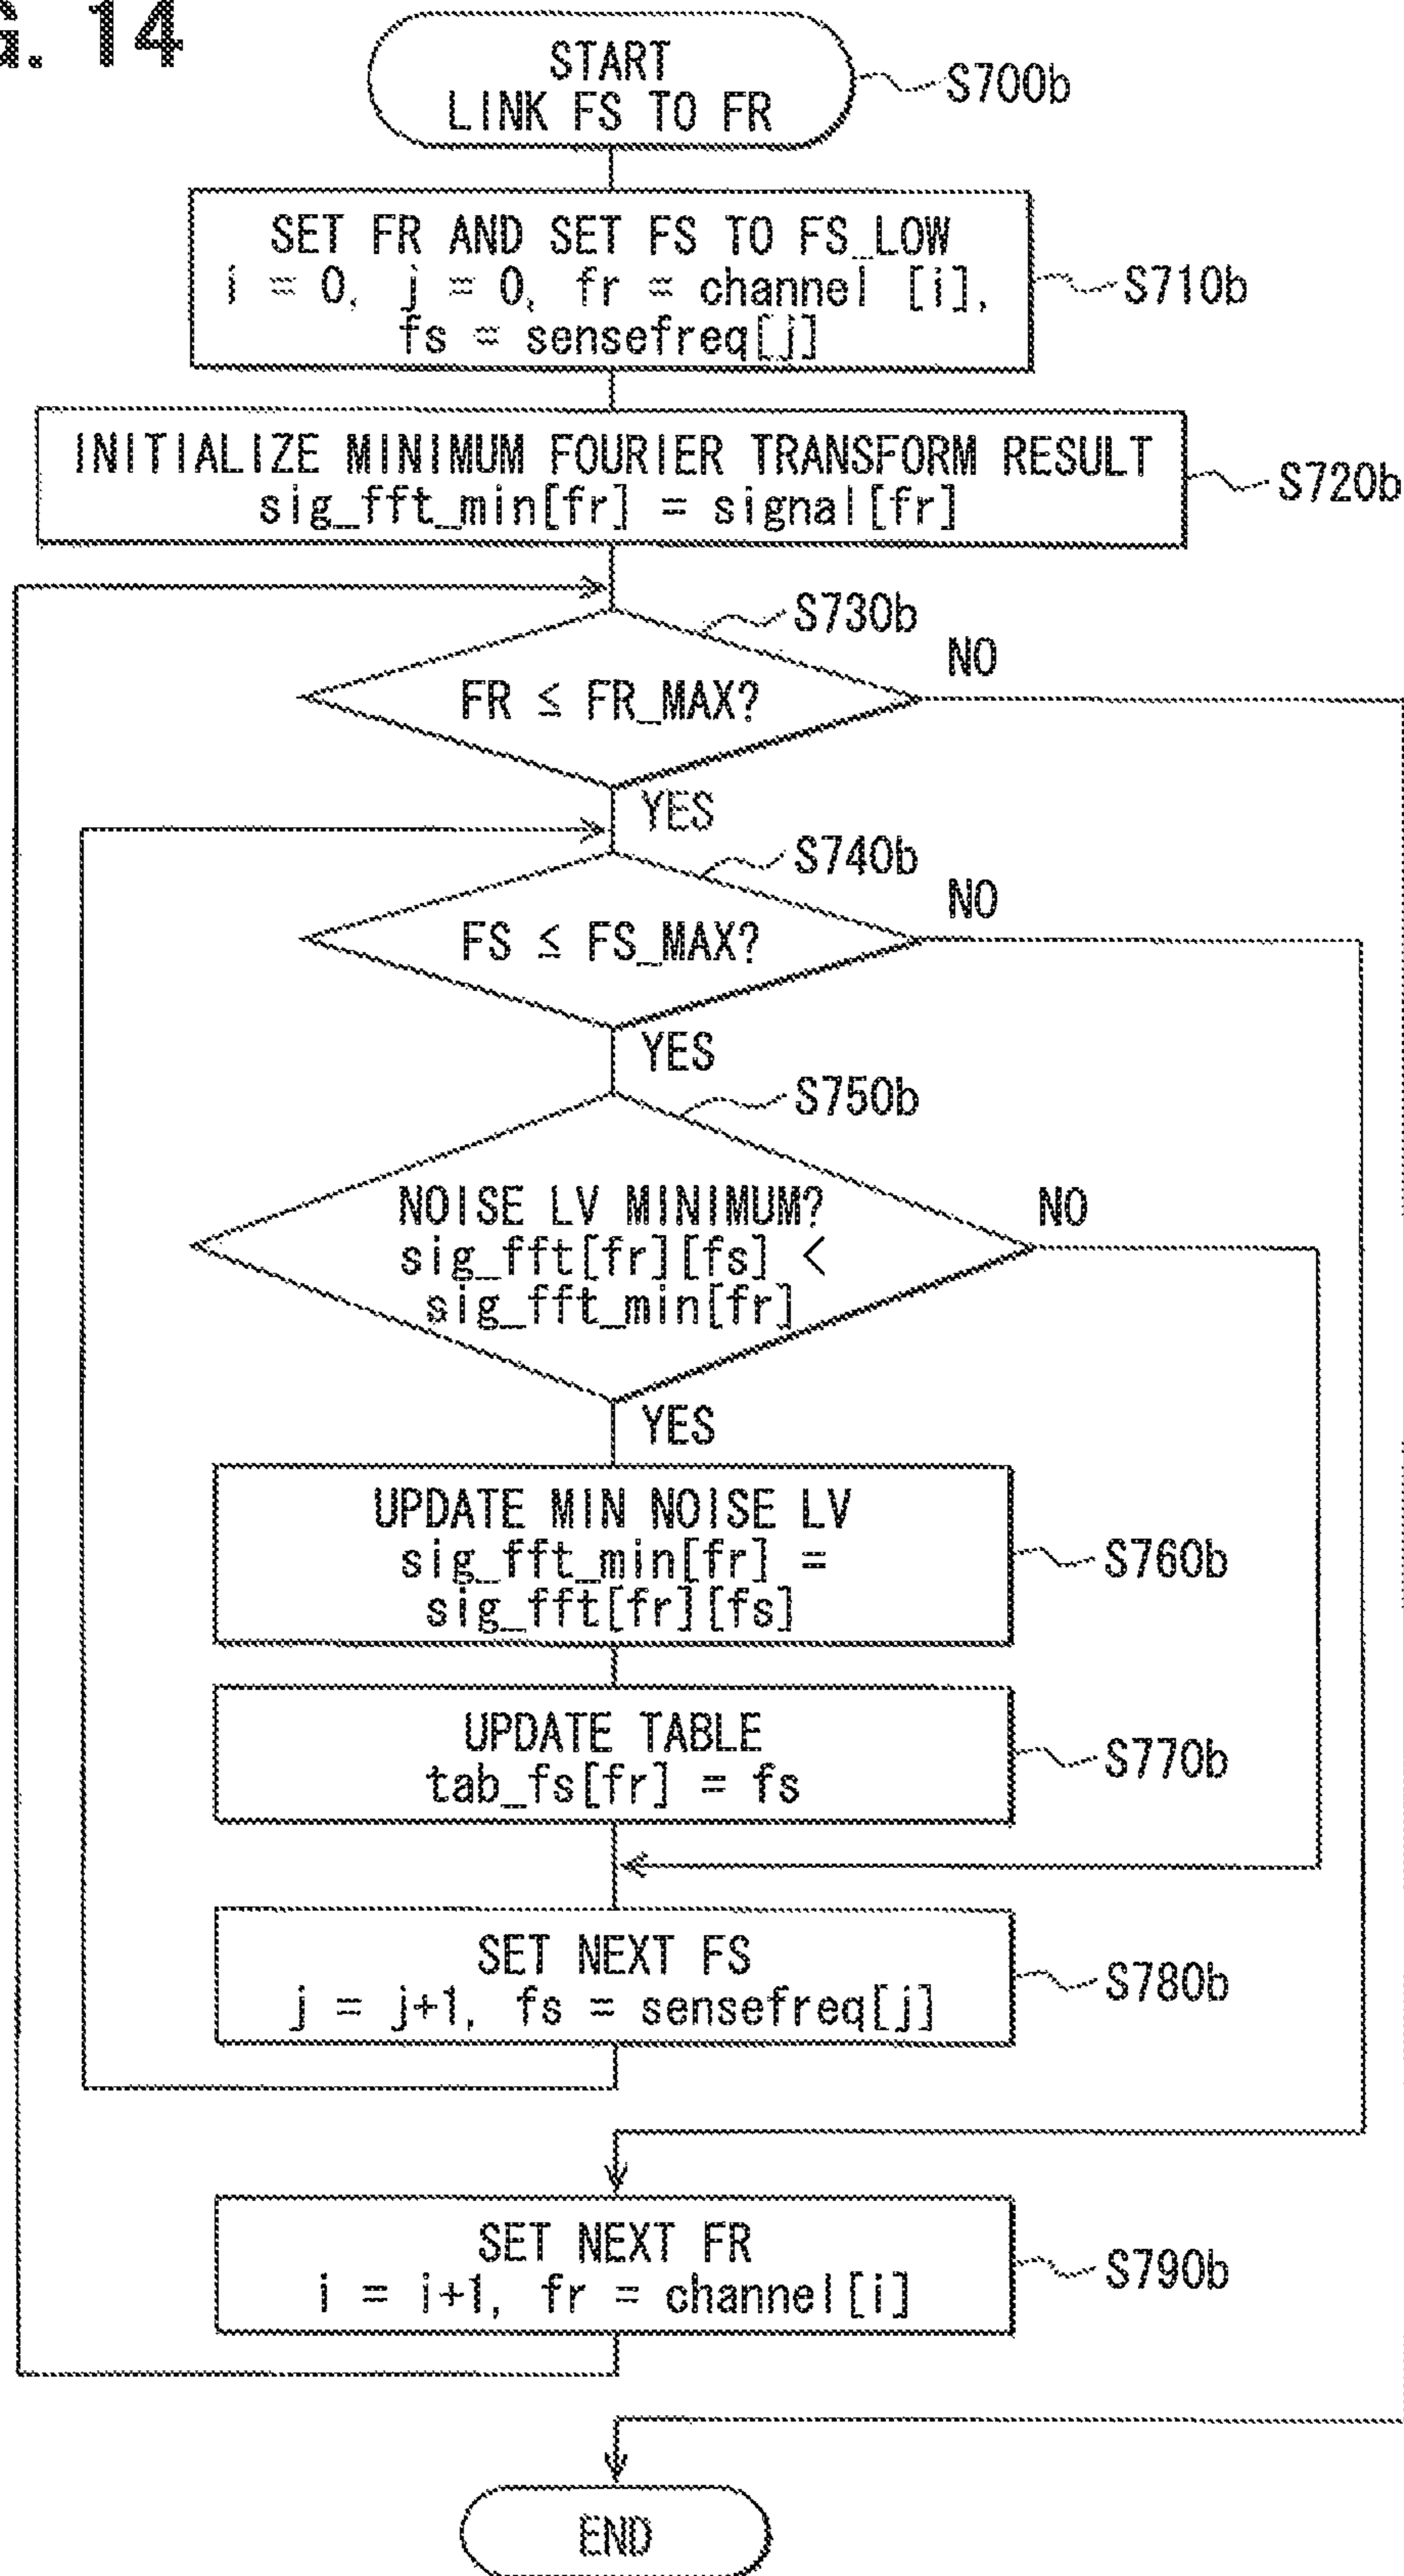 G. 14
START
LINK FS TO FR
S700b
SET FR AND SET FS TO FS_LOW
i = 0, j = 0, fr = channel [i],
fs = sensefreq[j]
S710b
INITIALIZE MINIMUM FOURIER TRANSFORM RESULT
sig_fft_min[fr] = signal[fr]
S720b
S730b
FR ≤ FR_MAX?
NO
YES
S740b
FS ≤ FS_MAX?
NO
YES
S750b
NOISE LV MINIMUM?
sig_fft[fr][fs] <
sig_fft_min[fr]
NO
YES
UPDATE MIN NOISE LV
sig_fft_min[fr] =
sig_fft[fr][fs]
S760b
UPDATE TABLE
tab_fs[fr] = fs
S770b
SET NEXT FS
j = j+1, fs = sensefreq[j]
S780b
SET NEXT FR
i = i+1, fr = channel[i]
S790b
END